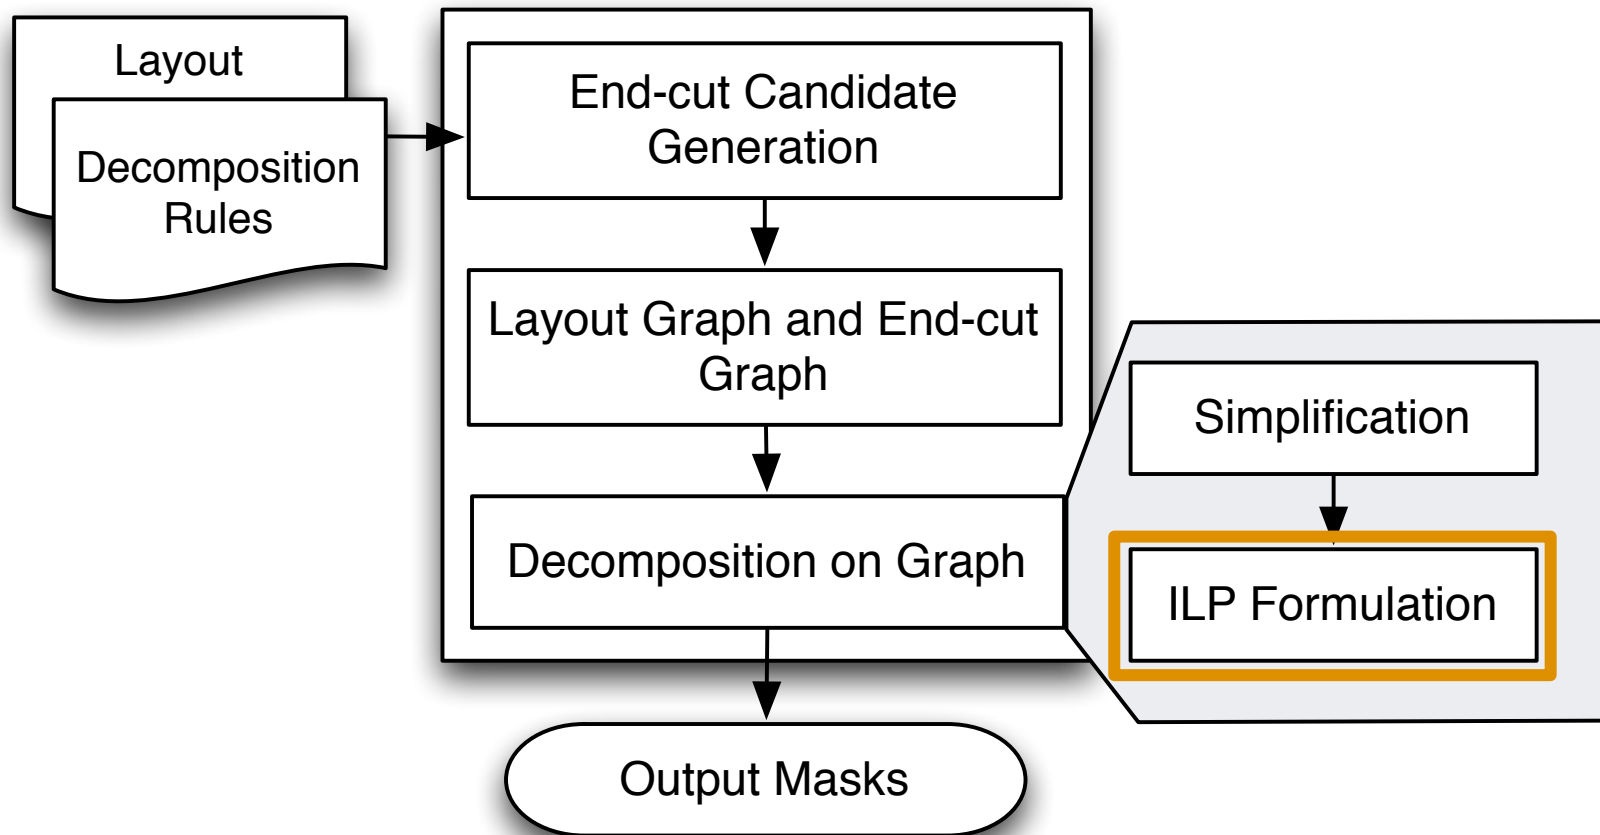 Layout
Decomposition
Rules
End-cut Candidate
Generation
Layout Graph and End-cut
Graph
Decomposition on Graph
Simplification
ILP Formulation
Output Masks